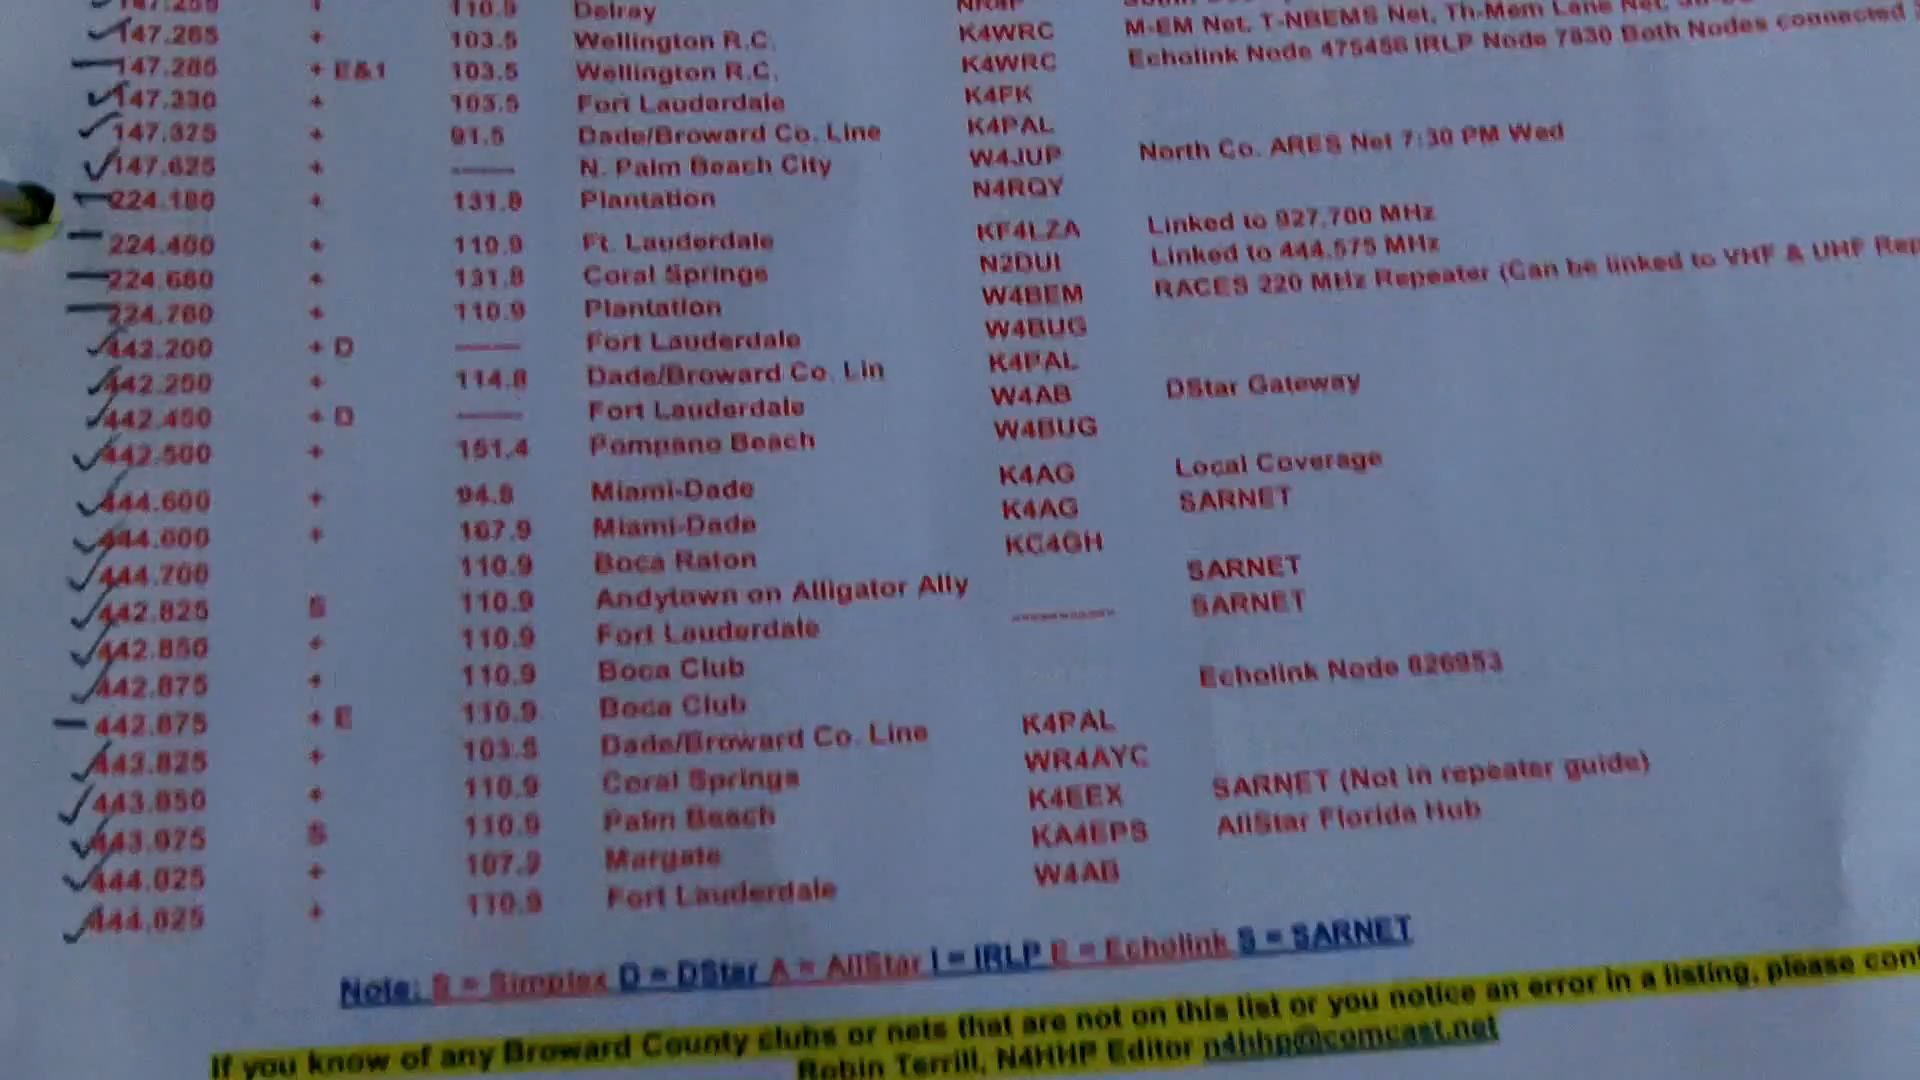 110.9 Delray
147.285 + 103.5 Wellington R.C. K4WRC M-EM Net, T-NBEMS Net, Th-Mem Lane Net,
147.285 + E&I 103.5 Wellington R.C. K4WRC Echolink Node 475458 IRLP Node 7830 Both Nodes connected
147.330 + 103.5 Fort Lauderdale K4FK
147.375 + 91.5 Dade/Broward Co. Line K4PAL
147.625 + ------ N. Palm Beach City W4JUP North Co. ARES Net 7:30 PM Wed
224.180 + 131.8 Plantation N4RQY
224.400 + 110.9 Ft. Lauderdale KF4LZA Linked to 927.700 MHz
224.680 + 131.8 Coral Springs N2DUI Linked to 444.575 MHz
224.760 + 110.9 Plantation W4BEM RACES 220 MHz Repeater (Can be linked to VHF & UHF Rep
442.200 + D ------ Fort Lauderdale W4BUG
442.250 + 114.8 Dade/Broward Co. Lin K4PAL
442.450 + D ------ Fort Lauderdale W4AB DStar Gateway
442.500 + 151.4 Pompano Beach W4BUG
444.600 + 94.8 Miami-Dade K4AG Local Coverage
444.600 + 167.9 Miami-Dade K4AG SARNET
444.700 110.9 Boca Raton KC4GH
442.825 S 110.9 Andytown on Alligator Ally SARNET
442.850 + 110.9 Fort Lauderdale ---------- SARNET
442.875 + 110.9 Boca Club
442.875 + E 110.9 Boca Club Echolink Node 826953
443.825 + 103.5 Dade/Broward Co. Line K4PAL
443.850 + 110.9 Coral Springs WR4AYC
443.925 S 110.9 Palm Beach K4EEX SARNET (Not in repeater guide)
444.025 + 107.9 Margate KA4EPS AllStar Florida Hub
444.825 + 110.9 Fort Lauderdale W4AB
Note: S = Simplex D = DStar A = AllStar I = IRLP E = Echolink S = SARNET
If you know of any Broward County clubs or nets that are not on this list or you notice an error in a listing, please con
Robin Terrill, N4HHP Editor n4hhp@comcast.net